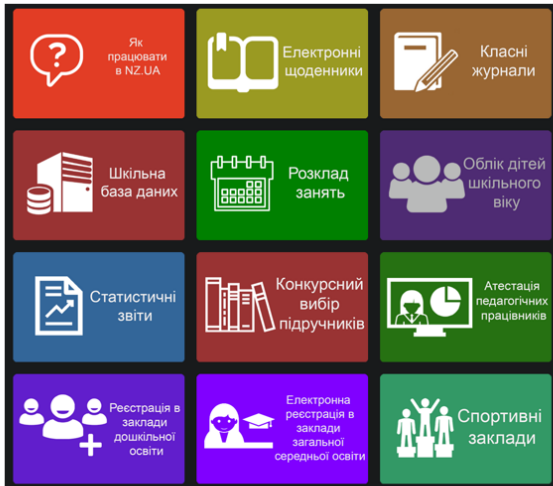 Як
працювати
в NZ.UA
Електронні
щоденники
Класні
журнали
Шкільна
база даних
Розклад
занять
Облік дітей
шкільного
віку
Статистичні
звіти
Конкурсний
вибір
підручників
Атестація
педагогічних
працівників
Реєстрація в
заклади
дошкільної
освіти
Електронна
реєстрація в
заклади
загальної
середньої освіти
Спортивні
заклади